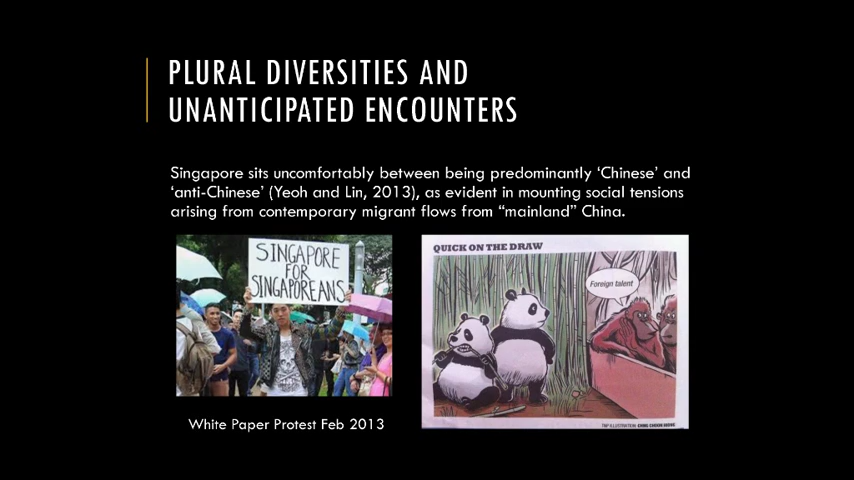 PLURAL DIVERSITIES AND
UNANTICIPATED ENCOUNTERS
Singapore sits uncomfortably between being predominantly ‘Chinese’ and
‘anti-Chinese’ (Yeoh and Lin, 2013), as evident in mounting social tensions
arising from contemporary migrant flows from “mainland” China.
SINGAPORE
FOR
SINGAPOREANS
White Paper Protest Feb 2013
QUICK ON THE DRAW
Foreign talent
ILLUSTRATION: